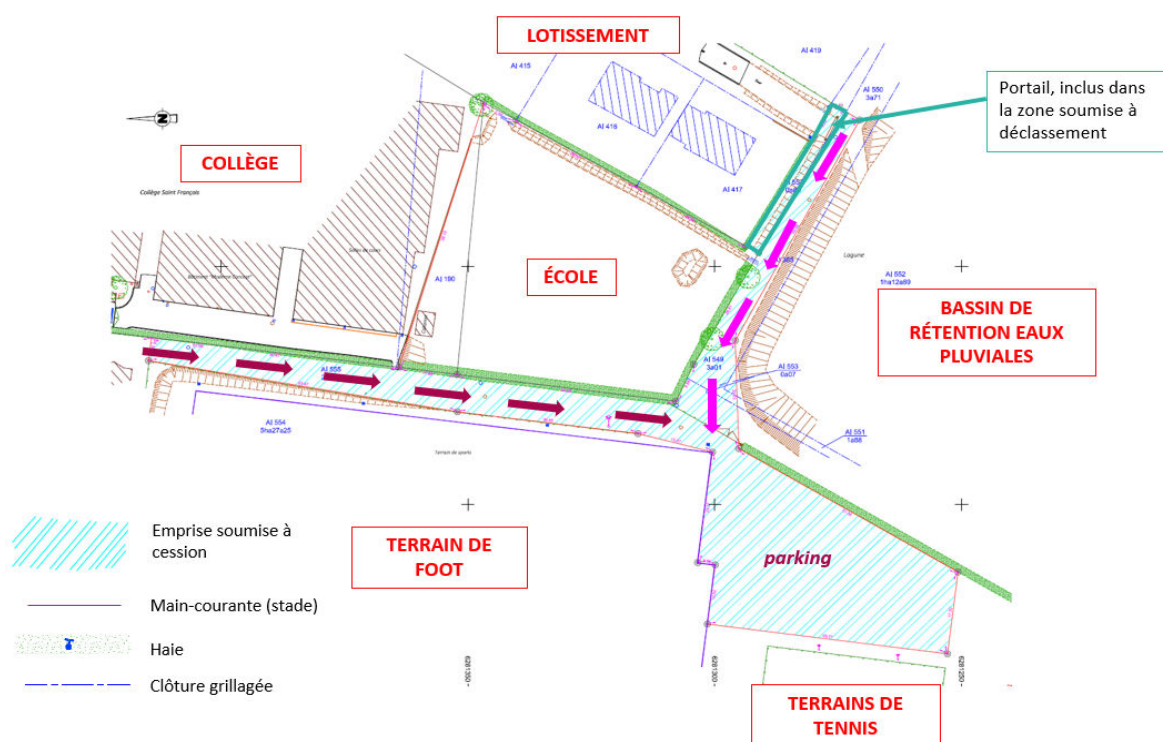 LOTISSEMENT
AI 419
AI 415
AI 550
3a71
Portail, inclus dans
la zone soumise à
déclassement
N
AI 416
COLLÈGE
Collège Saint François
AI 417
Lagune
AI 552
1ha12a89
AI 190
ÉCOLE
BASSIN DE
RÉTENTION EAUX
PLUVIALES
AI 549
3a01
AI 553
6a07
AI 555
AI 554
5ha27a25
AI 551
1a88
Terrain de sports
Emprise soumise à
cession
TERRAIN DE
FOOT
parking
Main-courante (stade)
Haie
Clôture grillagée
6281350
6281300
6281250
TERRAINS DE
TENNIS